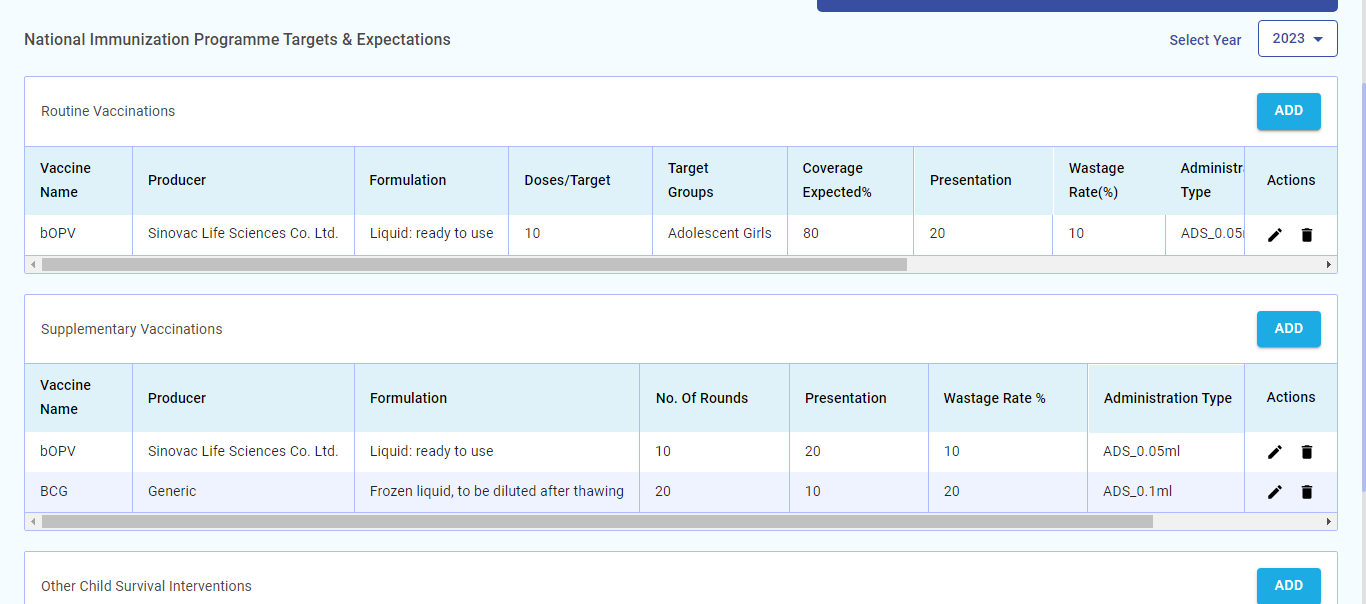 National Immunization Programme Targets & Expectations
Select Year
2023
Routine Vaccinations
ADD
Vaccine Name
Producer
Formulation
Doses/Target
Target Groups
Coverage Expected%
Presentation
Wastage Rate(%)
Administr Type
Actions
bOPV
Sinovac Life Sciences Co. Ltd.
Liquid: ready to use
10
Adolescent Girls
80
20
10
ADS_0.05
Supplementary Vaccinations
ADD
Vaccine Name
Producer
Formulation
No. Of Rounds
Presentation
Wastage Rate %
Administration Type
Actions
bOPV
Sinovac Life Sciences Co. Ltd.
Liquid: ready to use
10
20
10
ADS_0.05ml
BCG
Generic
Frozen liquid, to be diluted after thawing
20
10
20
ADS_0.1ml
Other Child Survival Interventions
ADD